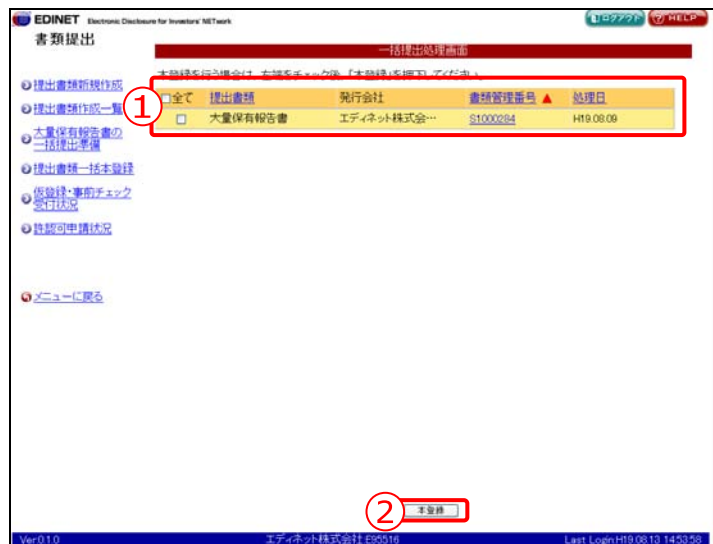 EDINET Electronic Disclosure for Investors' NETwork
ログアウト ? HELP
書類提出
一括提出処理画面
本登録を行う場合は、左端をチェック後、「本登録」を押下してください。
①
全て 提出書類 発行会社 書類管理番号 ▲ 処理日
大量保有報告書 エディネット株式会… S1000284 H19.08.09
提出書類新規作成
提出書類作成一覧
大量保有報告書の
一括提出準備
提出書類一括本登録
仮登録・事前チェック
受付状況
許認可申請状況
メニューに戻る
②
本登録
Ver.0.1.0 エディネット株式会社:E95516 Last Login:H19.08.13 14:53:58